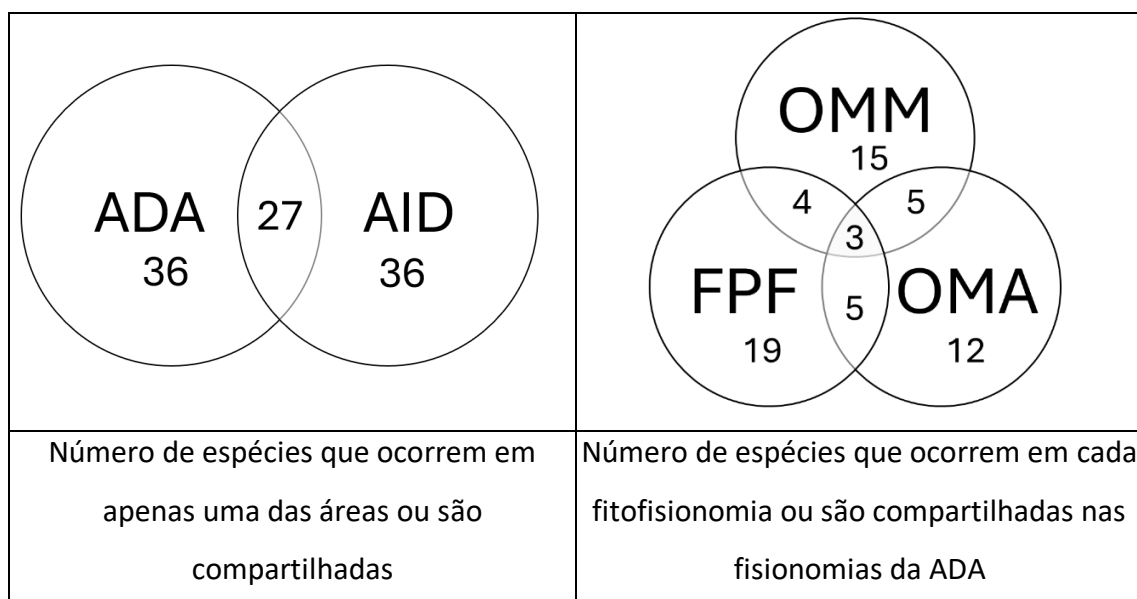 ADA
36
27
AID
36
OMM
15
4
5
3
FPF
19
5
OMA
12
Número de espécies que ocorrem em
apenas uma das áreas ou são
compartilhadas
Número de espécies que ocorrem em cada
fitofisionomia ou são compartilhadas nas
fisionomias da ADA